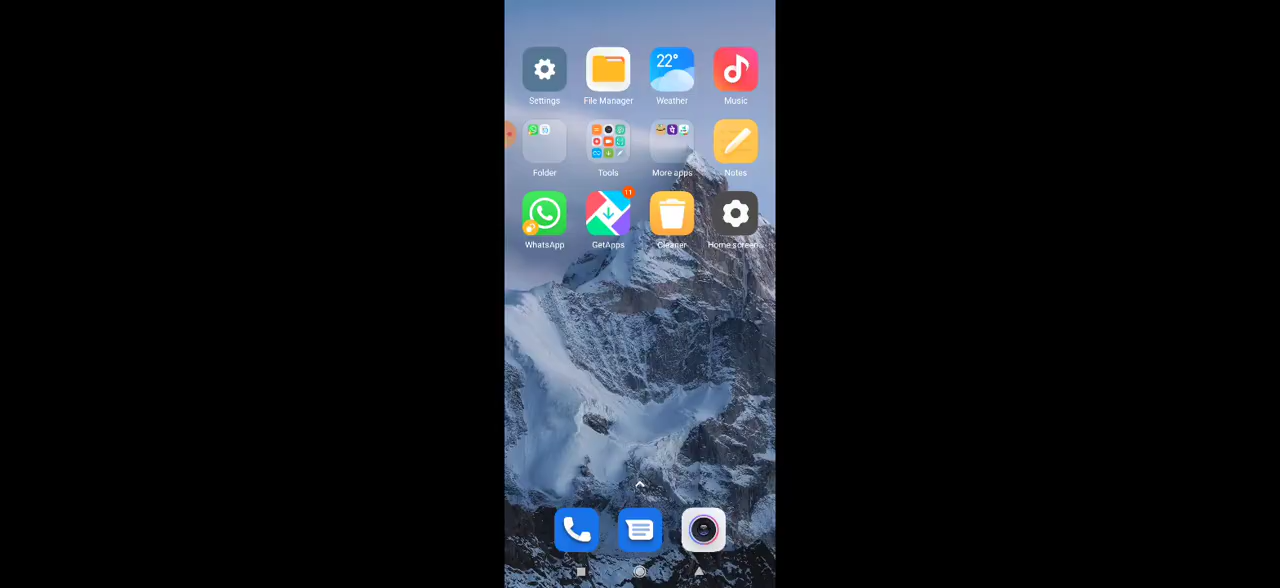 22°
Settings
File Manager
Weather
Music
Folder
Tools
More apps
Notes
11
WhatsApp
GetApps
Cleaner
Home screen...